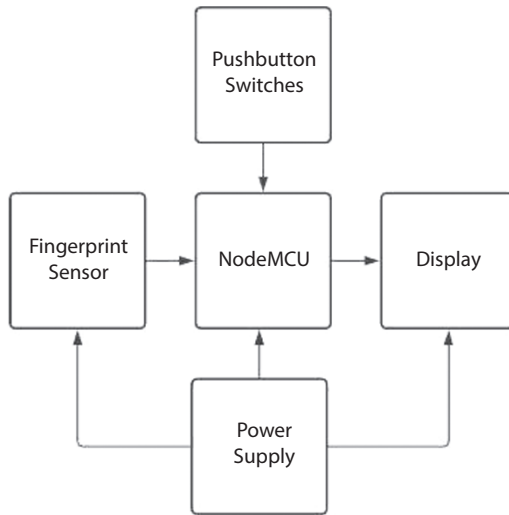 Pushbutton
Switches
Fingerprint
Sensor
NodeMCU
Display
Power
Supply